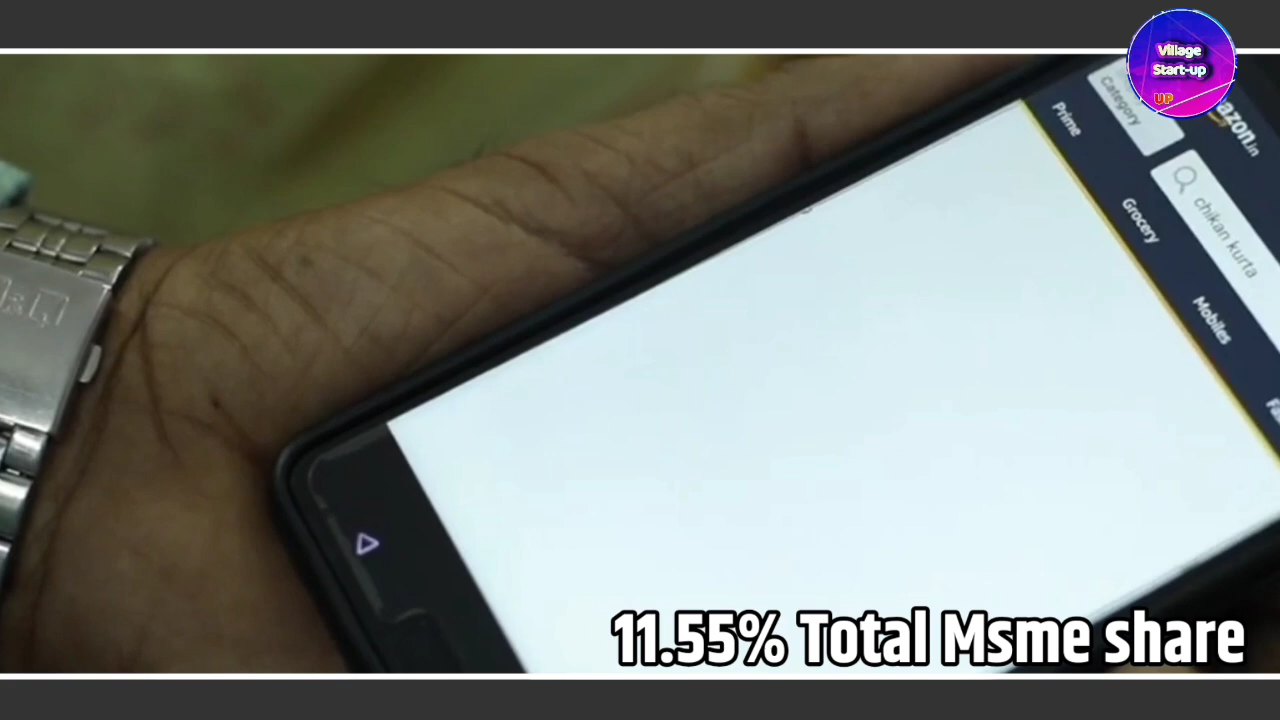 Village
Start-up
UP
azon.in
Category
chikan kurta
Prime
Grocery
Mobiles
11.55% Total Msme share